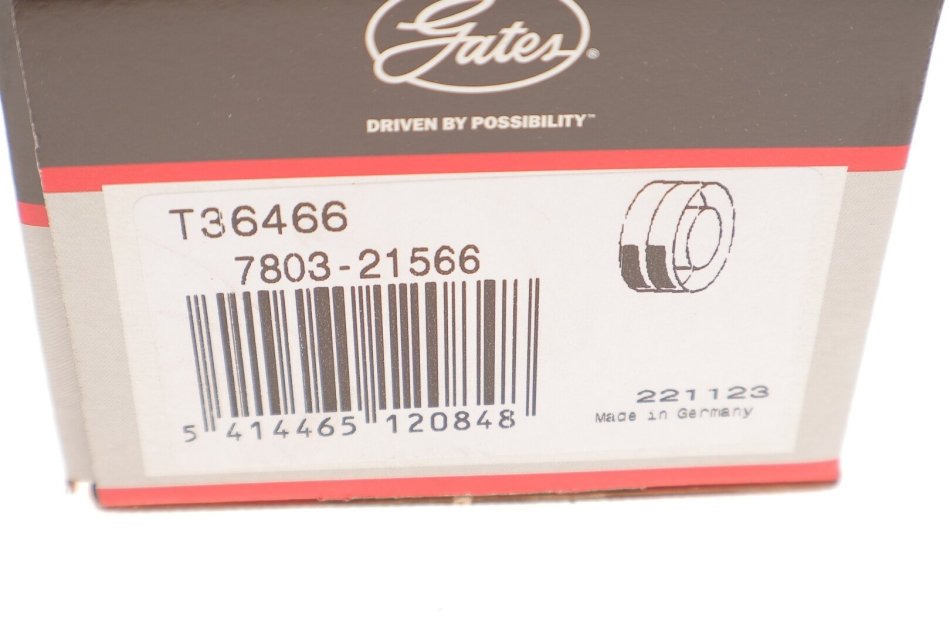 Gates®
DRIVEN BY POSSIBILITY™
T36466
7803-21566
5 414465 120848
221123
Made in Germany